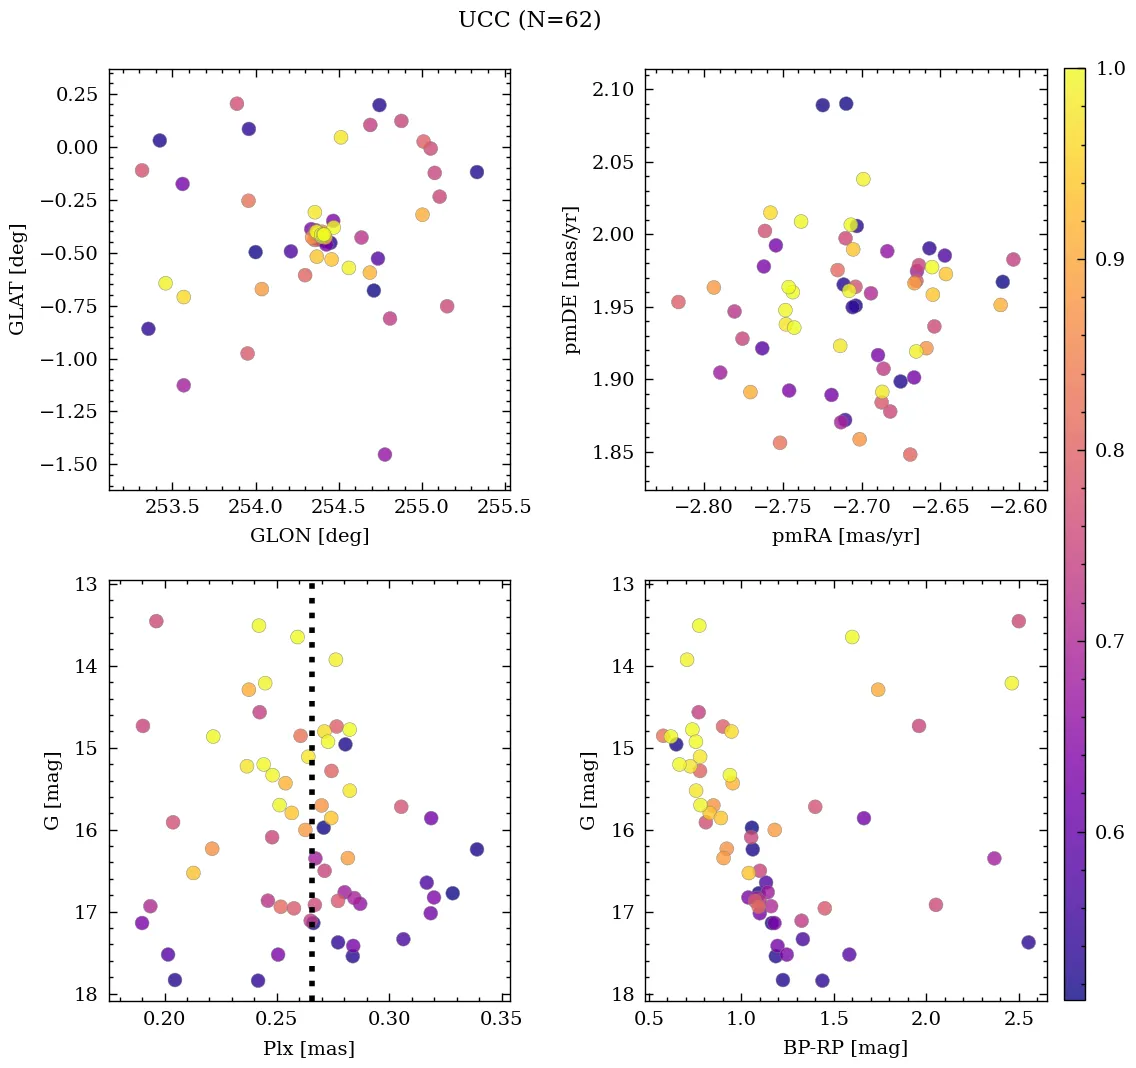 UCC (N=62)
0.25
0.00
−0.25
−0.50
−0.75
−1.00
−1.25
−1.50
GLAT [deg]
253.5 254.0 254.5 255.0 255.5
GLON [deg]
2.10
2.05
2.00
1.95
1.90
1.85
pmDE [mas/yr]
−2.80 −2.75 −2.70 −2.65 −2.60
pmRA [mas/yr]
1.0
0.9
0.8
0.7
0.6
13
14
15
16
17
18
G [mag]
0.20 0.25 0.30 0.35
Plx [mas]
13
14
15
16
17
18
G [mag]
0.5 1.0 1.5 2.0 2.5
BP-RP [mag]